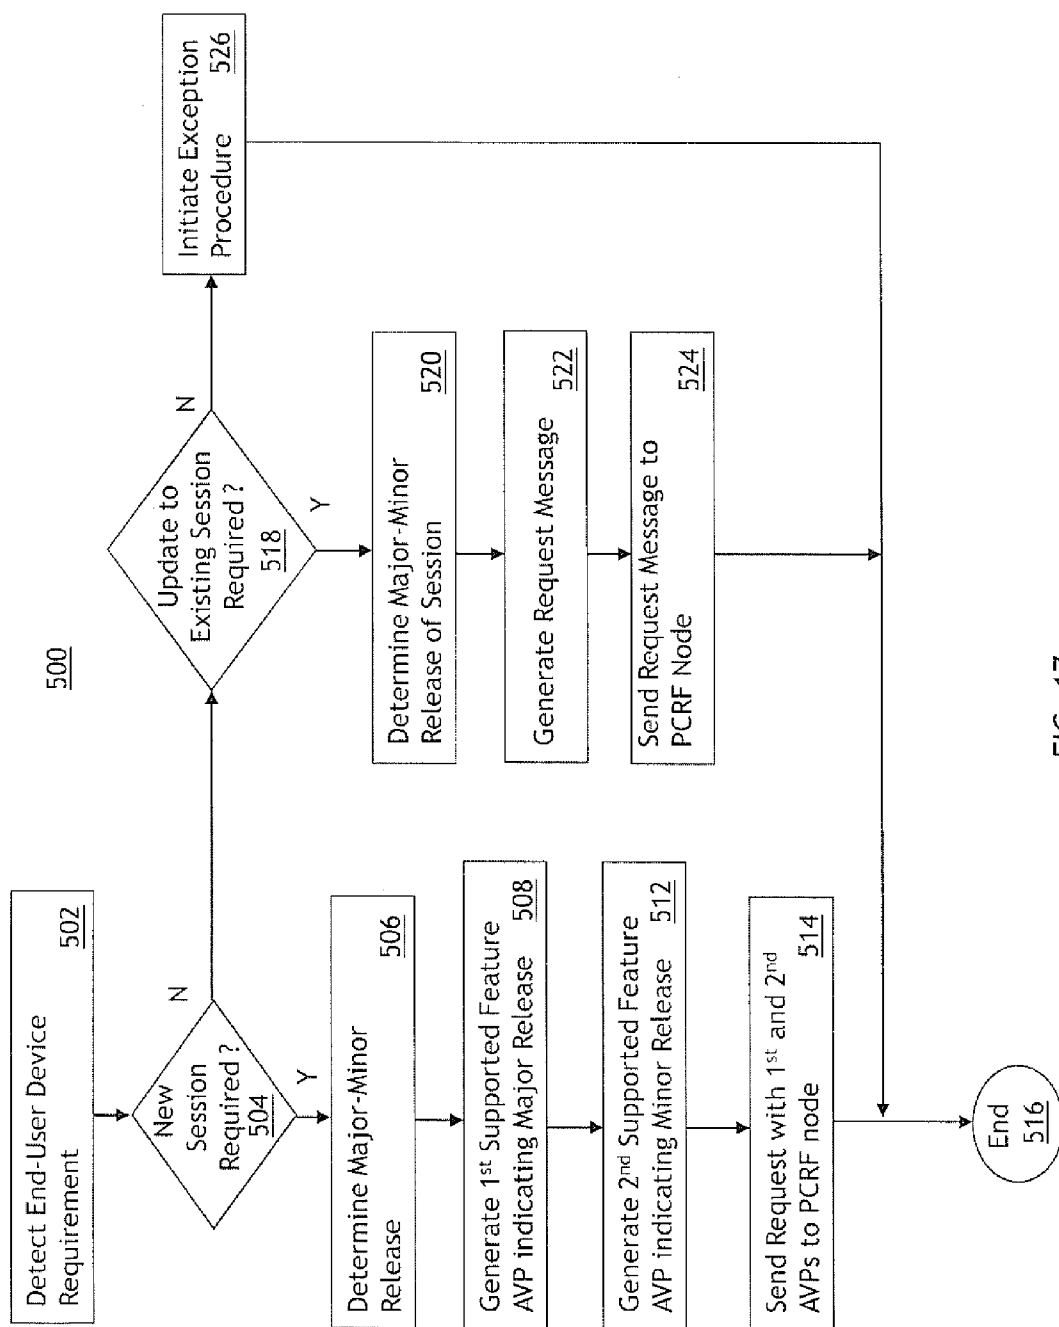 500
Detect End-User Device
Requirement
502
New
Session
Required ?
504
N
Y
Determine Major-Minor
Release
506
Generate 1st Supported Feature
AVP indicating Major Release
508
Generate 2nd Supported Feature
AVP indicating Minor Release
512
Send Request with 1st and 2nd
AVPs to PCRF node
514
End
516
Update to
Existing Session
Required ?
518
N
Y
Determine Major-Minor
Release of Session
520
Generate Request Message
522
Send Request Message to
PCRF Node
524
Initiate Exception
Procedure
526